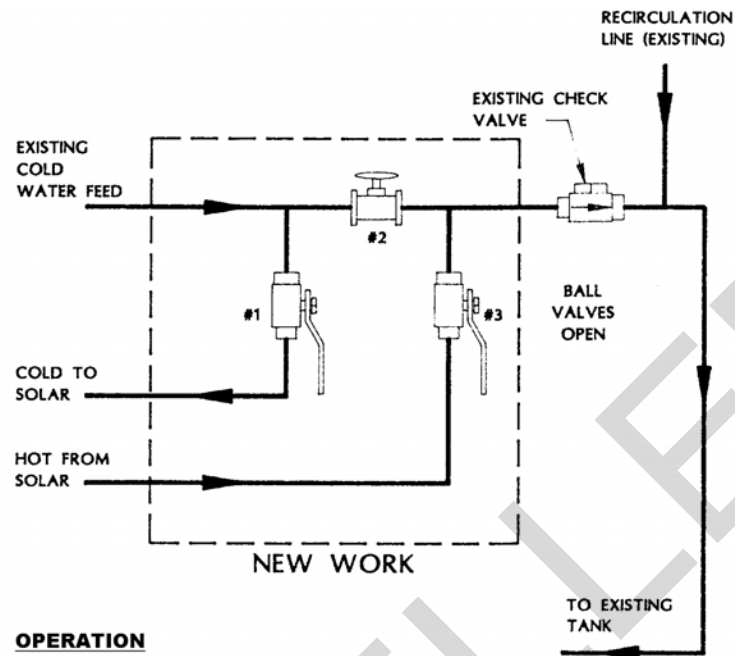 RECIRCULATION
LINE (EXISTING)
EXISTING CHECK
VALVE
EXISTING
COLD
WATER FEED
#2
#1
#3
BALL
VALVES
OPEN
COLD TO
SOLAR
HOT FROM
SOLAR
NEW WORK
TO EXISTING
TANK
OPERATION